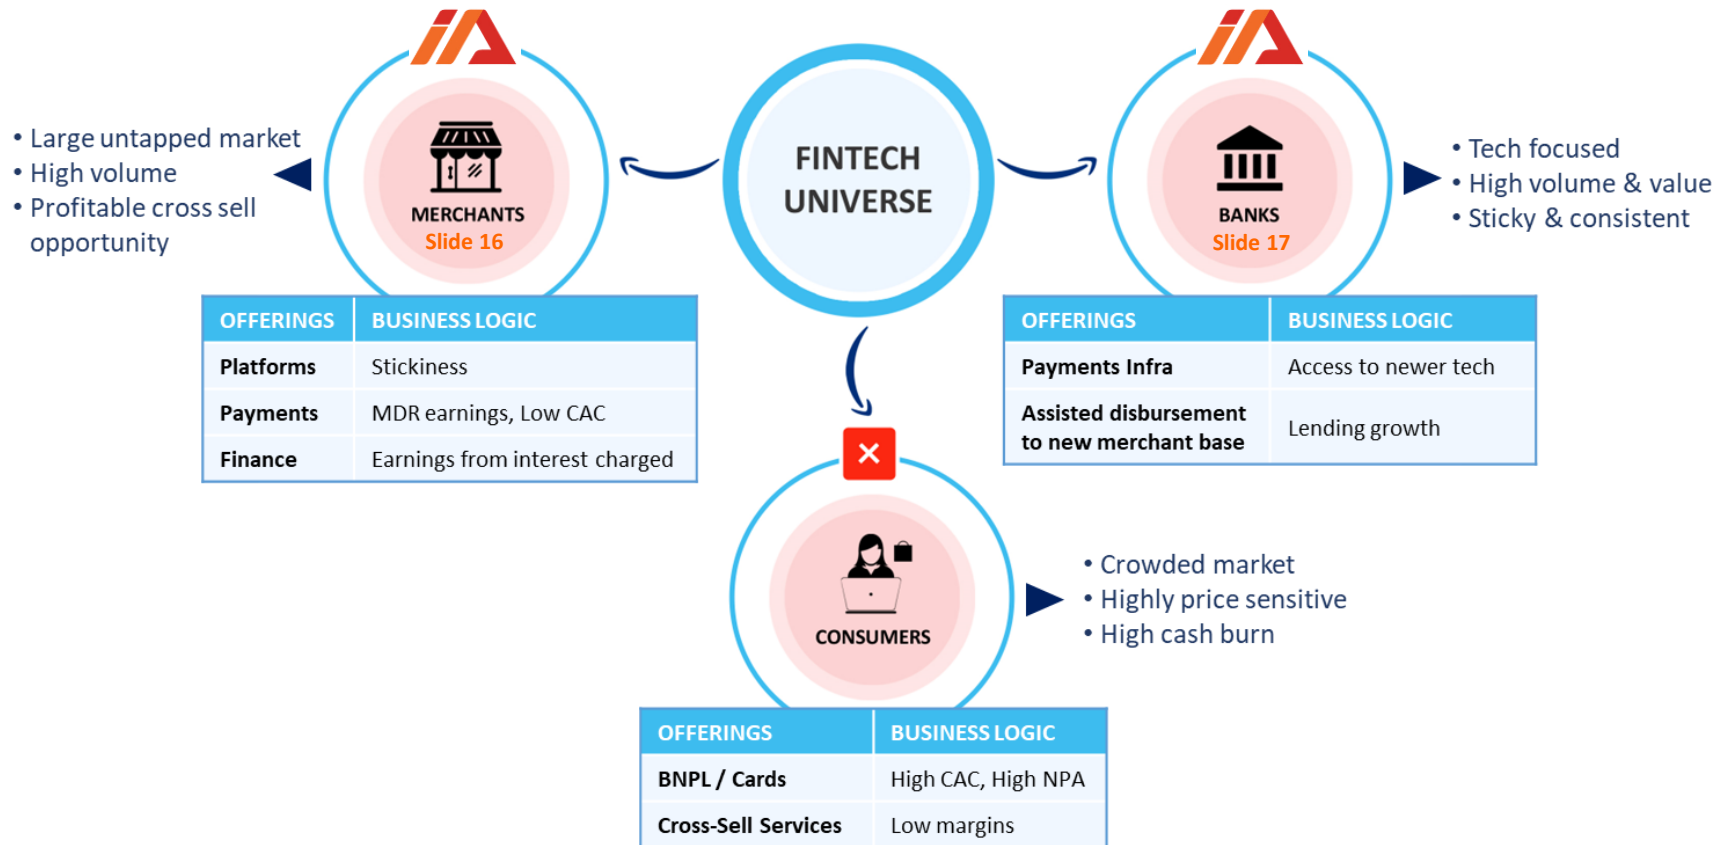 iA
iA
• Large untapped market
• High volume
• Profitable cross sell
opportunity
MERCHANTS
Slide 16
FINTECH
UNIVERSE
BANKS
Slide 17
• Tech focused
• High volume & value
• Sticky & consistent
OFFERINGS BUSINESS LOGIC
Platforms Stickiness
Payments MDR earnings, Low CAC
Finance Earnings from interest charged
OFFERINGS BUSINESS LOGIC
Payments Infra Access to newer tech
Assisted disbursement
to new merchant base Lending growth
CONSUMERS
• Crowded market
• Highly price sensitive
• High cash burn
OFFERINGS BUSINESS LOGIC
BNPL / Cards High CAC, High NPA
Cross-Sell Services Low margins